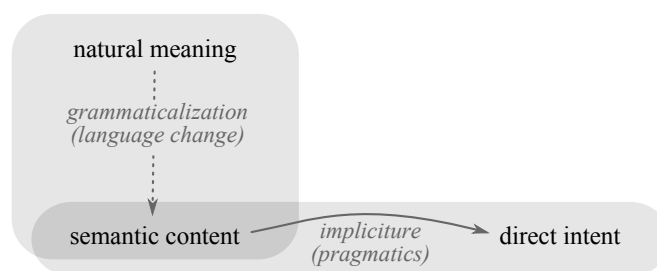 natural meaning
grammaticalization
(language change)
semantic content
impliciture
(pragmatics)
direct intent